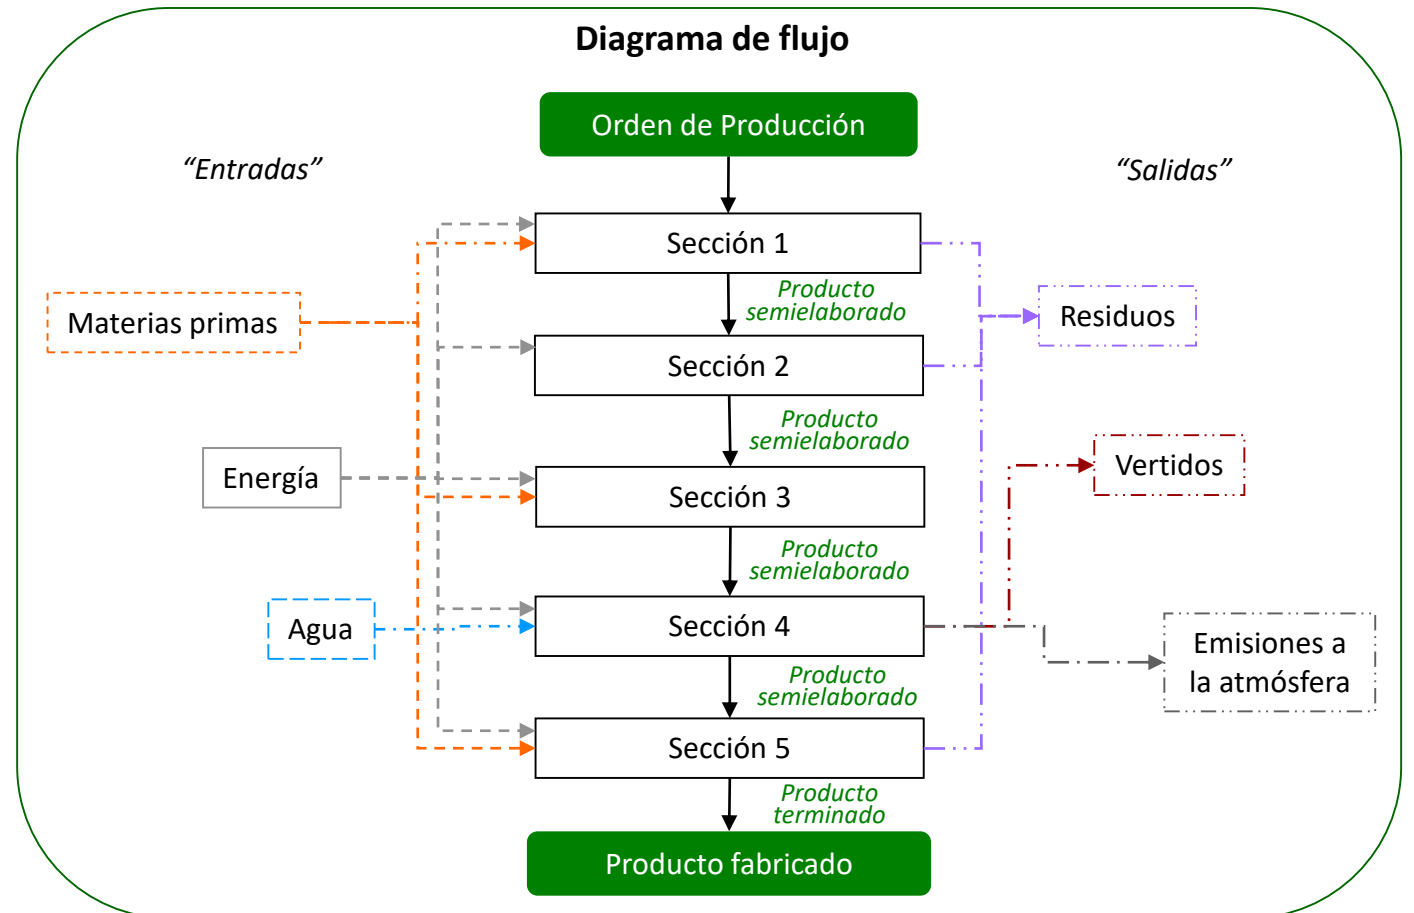 Diagrama de flujo
Orden de Producción
“Entradas”
“Salidas”
Sección 1
Producto
semielaborado
Materias primas
Residuos
Sección 2
Producto
semielaborado
Energía
Sección 3
Vertidos
Producto
semielaborado
Agua
Sección 4
Emisiones a
la atmósfera
Producto
semielaborado
Sección 5
Producto
terminado
Producto fabricado